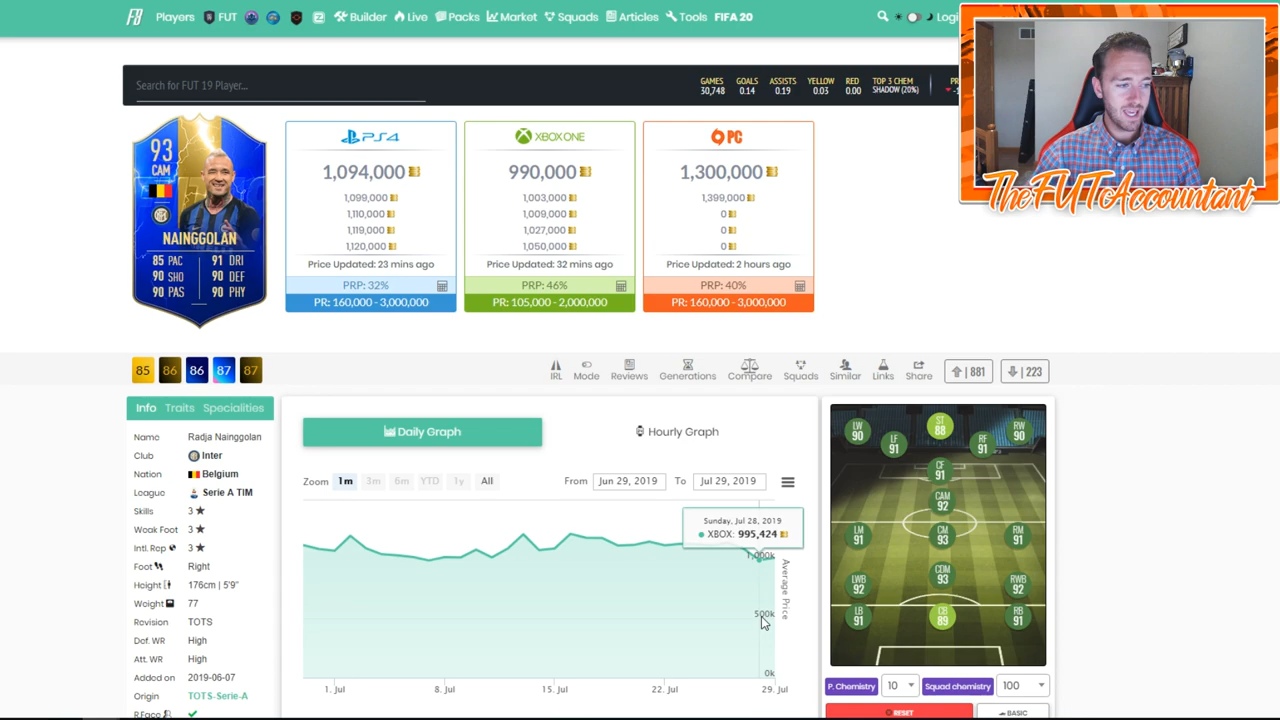 F8 Players FUT Z Builder Live Packs Market Squads Articles Tools FIFA 20
Search for FUT 19 Player...
GAMES GOALS ASSISTS YELLOW RED TOP 3 CHEM
30,748 0.14 0.19 0.03 0.00 SHADOW (20%)
TheFUTAccountant
93
CAM
NAINGGOLAN
85 PAC 91 DRI
90 SHO 90 DEF
90 PAS 90 PHY
PS4
1,094,000
1,099,000
1,110,000
1,119,000
1,120,000
Price Updated: 23 mins ago
PRP: 32%
PR: 160,000 - 3,000,000
XBOX ONE
990,000
1,003,000
1,009,000
1,027,000
1,050,000
Price Updated: 32 mins ago
PRP: 46%
PR: 105,000 - 2,000,000
PC
1,300,000
1,399,000
0
0
0
Price Updated: 2 hours ago
PRP: 40%
PR: 160,000 - 3,000,000
85 86 86 87 87
IRL Mode Reviews Generations Compare Squads Similar Links Share | 881 | 223
Info Traits Specialities
Name Radja Nainggolan
Club Inter
Nation Belgium
League Serie A TIM
Skills 3
Weak Foot 3
Intl. Rep 3
Foot Right
Height 176cm | 5'9"
Weight 77
Revision TOTS
Def. WR High
Att. WR High
Added on 2019-06-07
Origin TOTS-Serie-A
R.Face
Daily Graph Hourly Graph
Zoom 1m 3m 6m YTD 1y All From Jun 29, 2019 To Jul 29, 2019
Sunday, Jul 28, 2019
XBOX: 995,424
1,000k
500k
0k
Average Price
1. Jul 8. Jul 15. Jul 22. Jul 29. Jul
LW 90
ST 88
RW 90
LF 91
RF 91
CF 91
CAM 92
LM 91
CM 93
RM 91
CDM 93
LWB 92
RWB 92
LB 91
CB 89
RB 91
P. Chemistry 10 Squad chemistry 100
RESET BASIC